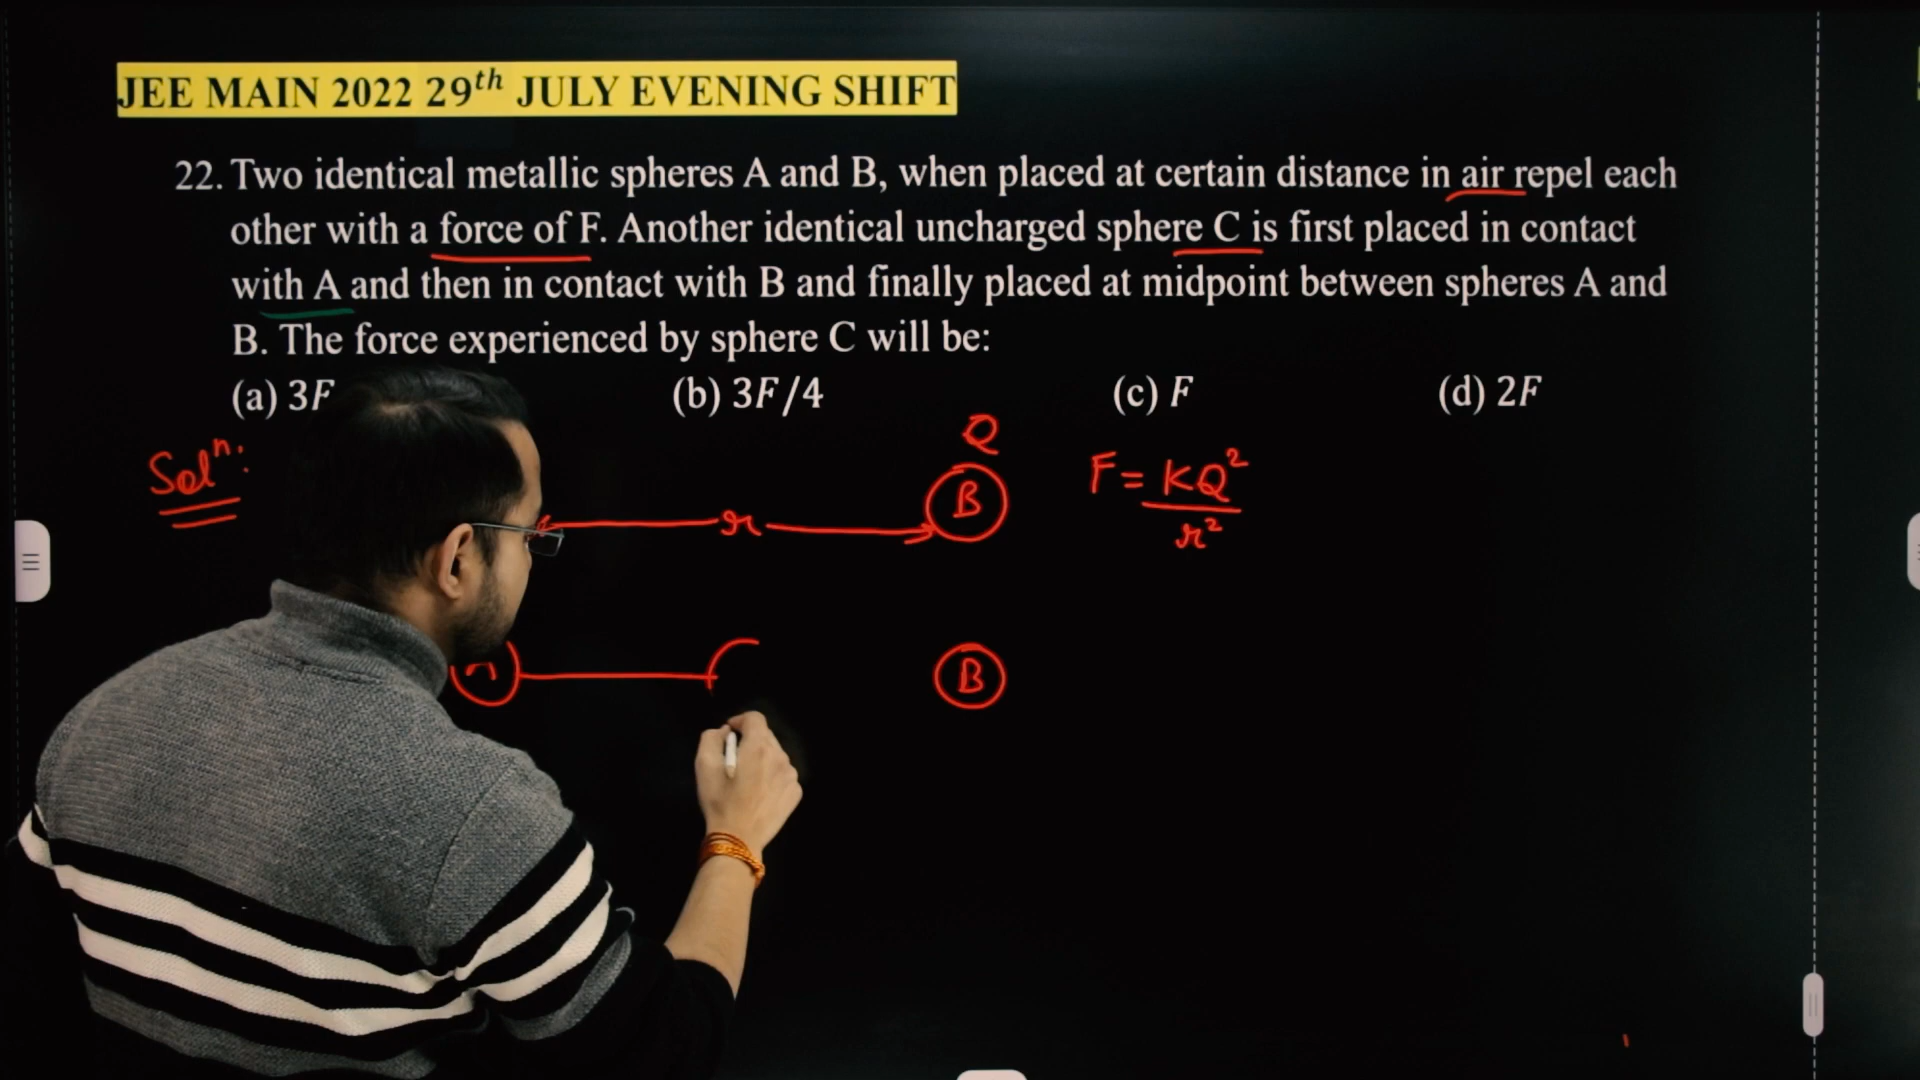 JEE MAIN 2022 29th JULY EVENING SHIFT
22. Two identical metallic spheres A and B, when placed at certain distance in air repel each
other with a force of F. Another identical uncharged sphere C is first placed in contact
with A and then in contact with B and finally placed at midpoint between spheres A and
B. The force experienced by sphere C will be:
(a) 3F (b) 3F/4 (c) F (d) 2F
Solⁿ:
Q
B
r
F = KQ²/r²
B